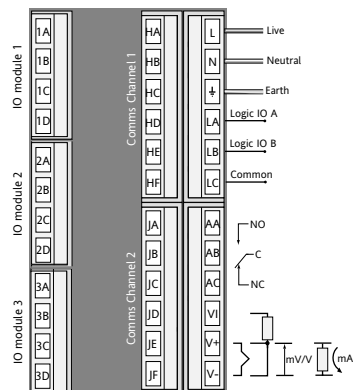 IO module 1
1A
1B
1C
1D
IO module 2
2A
2B
2C
2D
IO module 3
3A
3B
3C
3D
Comms Channel 1
HA
HB
HC
HD
HE
HF
Comms Channel 2
JA
JB
JC
JD
JE
JF
L Live
N Neutral
Earth
LA Logic IO A
LB Logic IO B
LC Common
AA NO
AB C
AC NC
VI
V+ mV/V mA
V-